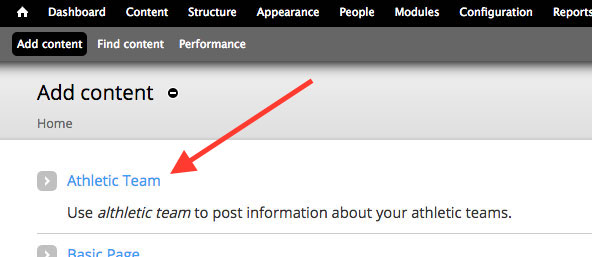 Dashboard Content Structure Appearance People Modules Configuration Reports
Add content Find content Performance
Add content
Home
Athletic Team
Use althletic team to post information about your athletic teams.
Basic Page